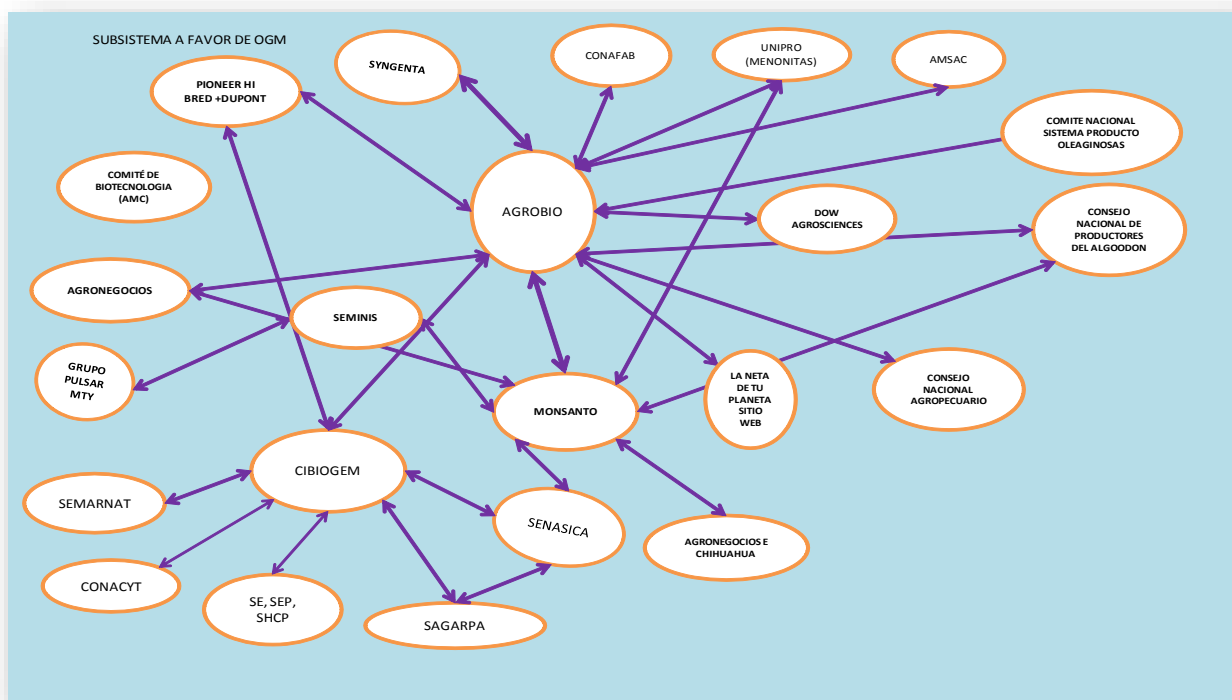 SUBSISTEMA A FAVOR DE OGM
PIONEER HI
BRED +DUPONT
SYNGENTA
CONAFAB
UNIPRO
(MENONITAS)
AMSAC
COMITE NACIONAL
SISTEMA PRODUCTO
OLEAGINOSAS
COMITÉ DE
BIOTECNOLOGIA
(AMC)
AGROBIO
DOW
AGROSCIENCES
CONSEJO
NACIONAL DE
PRODUCTORES
DEL ALGOODON
AGRONEGOCIOS
SEMINIS
GRUPO
PULSAR
MTY
MONSANTO
LA NETA
DE TU
PLANETA
SITIO
WEB
CONSEJO
NACIONAL
AGROPECUARIO
CIBIOGEM
SEMARNAT
SENASICA
AGRONEGOCIOS E
CHIHUAHUA
CONACYT
SE, SEP,
SHCP
SAGARPA